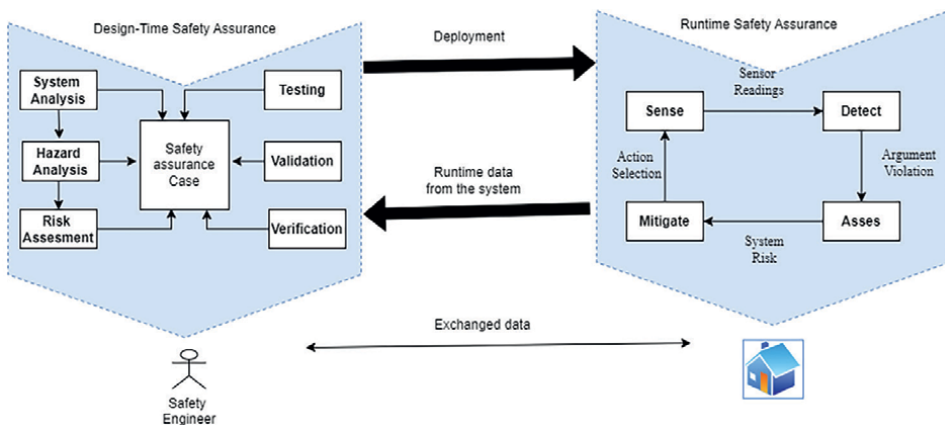 Design-Time Safety Assurance
System
Analysis
Hazard
Analysis
Risk
Assesment
Safety
assurance
Case
Testing
Validation
Verification
Deployment
Runtime data
from the system
Runtime Safety Assurance
Sense
Sensor
Readings
Detect
Argument
Violation
Asses
System
Risk
Mitigate
Action
Selection
Exchanged data
Safety
Engineer